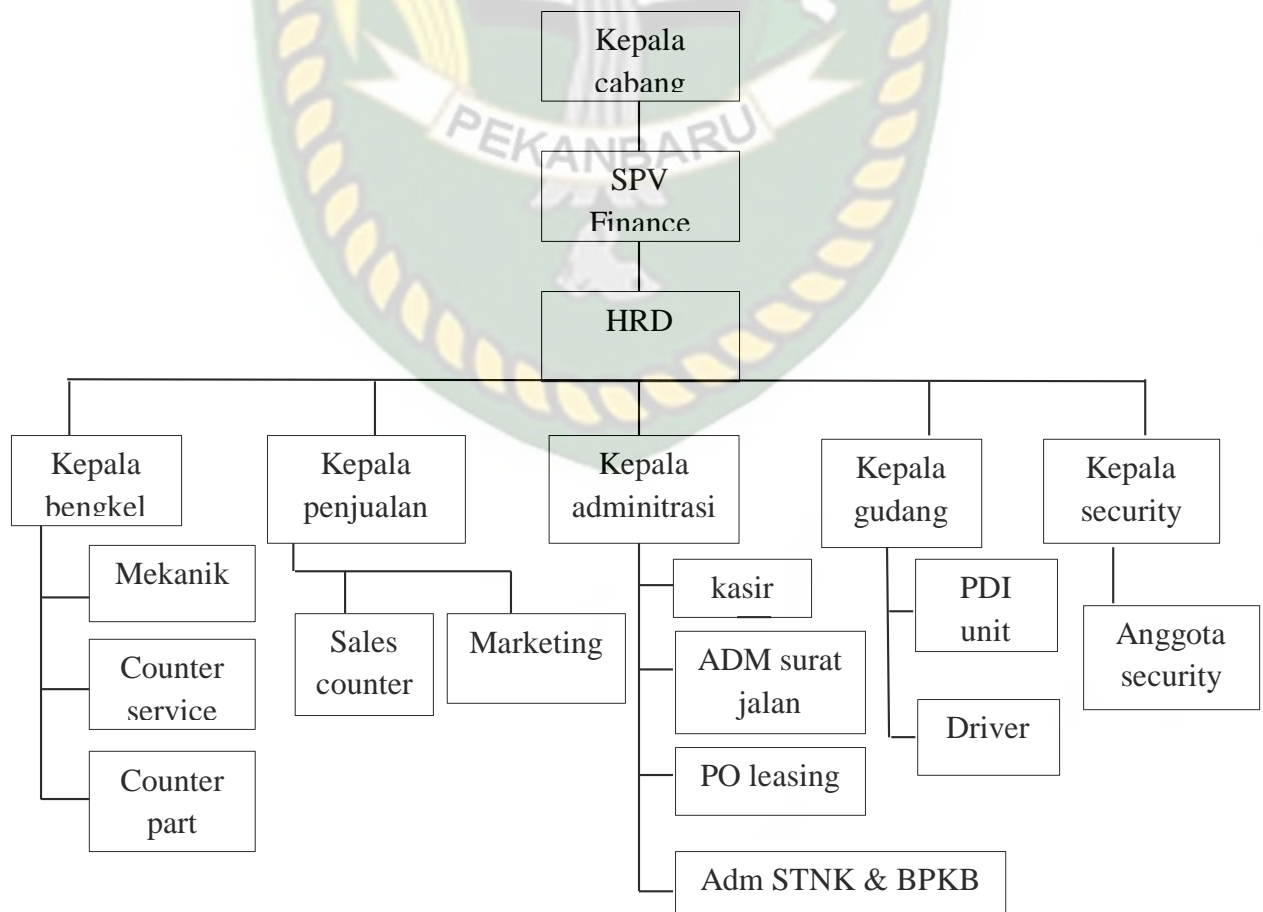 Kepala
cabang
PEKANBARU
SPV
Finance
HRD
Kepala
bengkel
Kepala
penjualan
Kepala
adminitrasi
Kepala
gudang
Kepala
security
Mekanik
Counter
service
Counter
part
Sales
counter
Marketing
kasir
ADM surat
jalan
PO leasing
Adm STNK & BPKB
PDI
unit
Driver
Anggota
security